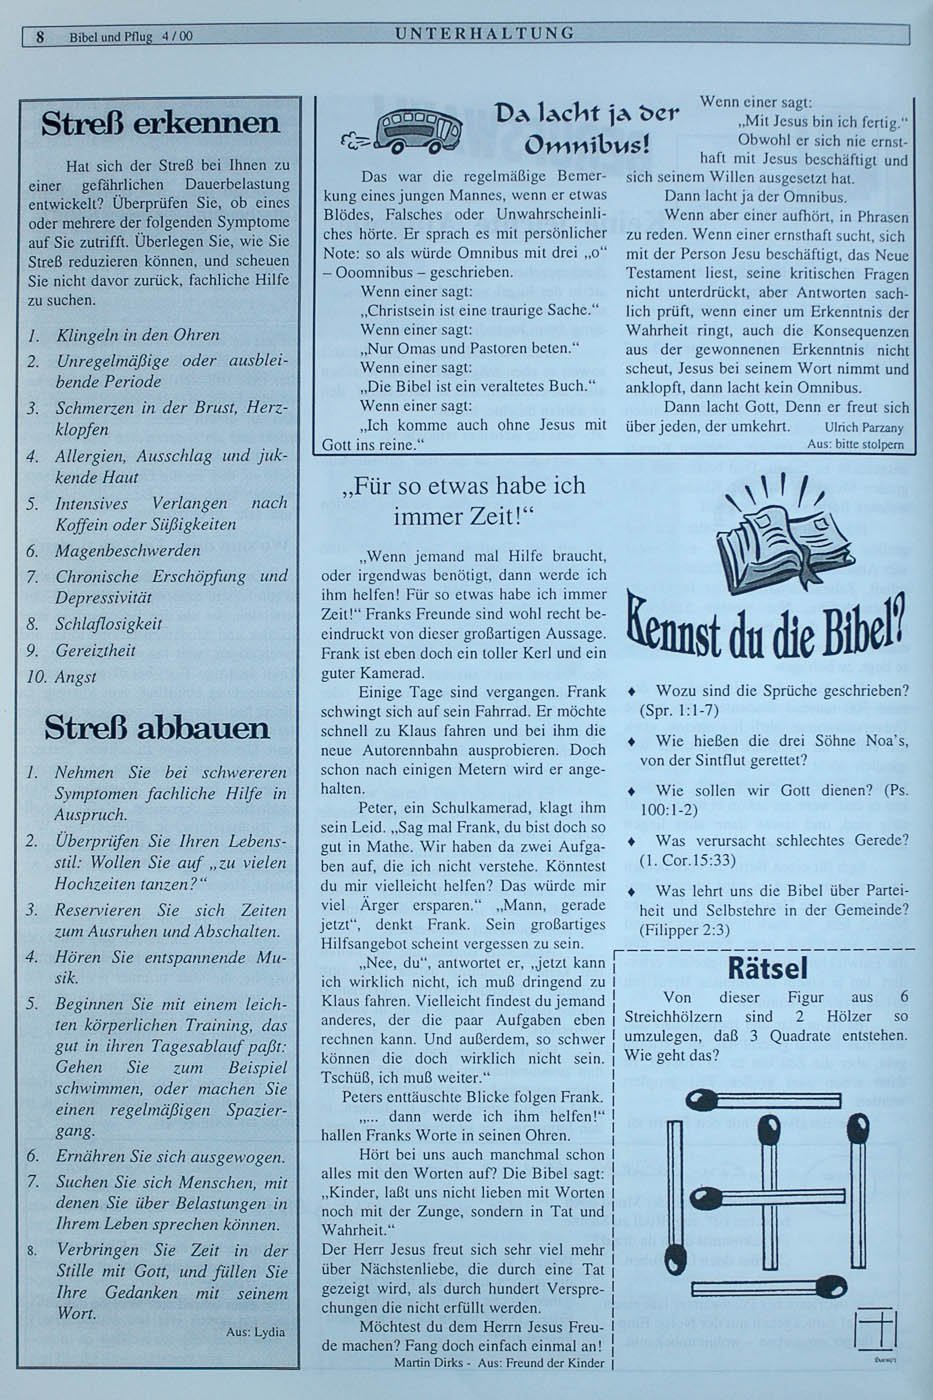 8 Bibel und Pflug 4 / 00 UNTERHALTUNG
Streß erkennen
Hat sich der Streß bei Ihnen zu
einer gefährlichen Dauerbelastung
entwickelt? Überprüfen Sie, ob eines
oder mehrere der folgenden Symptome
auf Sie zutrifft. Überlegen Sie, wie Sie
Streß reduzieren können, und scheuen
Sie nicht davor zurück, fachliche Hilfe
zu suchen.
1. Klingeln in den Ohren
2. Unregelmäßige oder ausblei-
bende Periode
3. Schmerzen in der Brust, Herz-
klopfen
4. Allergien, Ausschlag und juk-
kende Haut
5. Intensives Verlangen nach
Koffein oder Süßigkeiten
6. Magenbeschwerden
7. Chronische Erschöpfung und
Depressivität
8. Schlaflosigkeit
9. Gereiztheit
10. Angst
Streß abbauen
1. Nehmen Sie bei schwereren
Symptomen fachliche Hilfe in
Auspruch.
2. Überprüfen Sie Ihren Lebens-
stil: Wollen Sie auf „zu vielen
Hochzeiten tanzen?“
3. Reservieren Sie sich Zeiten
zum Ausruhen und Abschalten.
4. Hören Sie entspannende Mu-
sik.
5. Beginnen Sie mit einem leich-
ten körperlichen Training, das
gut in ihren Tagesablauf paßt:
Gehen Sie zum Beispiel
schwimmen, oder machen Sie
einen regelmäßigen Spazier-
gang.
6. Ernähren Sie sich ausgewogen.
7. Suchen Sie sich Menschen, mit
denen Sie über Belastungen in
Ihrem Leben sprechen können.
8. Verbringen Sie Zeit in der
Stille mit Gott, und füllen Sie
Ihre Gedanken mit seinem
Wort.
Aus: Lydia
Da lacht ja der
Omnibus!
Das war die regelmäßige Bemer-
kung eines jungen Mannes, wenn er etwas
Blödes, Falsches oder Unwahrscheinli-
ches hörte. Er sprach es mit persönlicher
Note: so als würde Omnibus mit drei „o“
– Ooomnibus – geschrieben.
Wenn einer sagt:
„Christsein ist eine traurige Sache.“
Wenn einer sagt:
„Nur Omas und Pastoren beten.“
Wenn einer sagt:
„Die Bibel ist ein veraltetes Buch.“
Wenn einer sagt:
„Ich komme auch ohne Jesus mit
Gott ins reine.“
Wenn einer sagt:
„Mit Jesus bin ich fertig.“
Obwohl er sich nie ernst-
haft mit Jesus beschäftigt und
sich seinem Willen ausgesetzt hat.
Dann lacht ja der Omnibus.
Wenn aber einer aufhört, in Phrasen
zu reden. Wenn einer ernsthaft sucht, sich
mit der Person Jesu beschäftigt, das Neue
Testament liest, seine kritischen Fragen
nicht unterdrückt, aber Antworten sach-
lich prüft, wenn einer um Erkenntnis der
Wahrheit ringt, auch die Konsequenzen
aus der gewonnenen Erkenntnis nicht
scheut, Jesus bei seinem Wort nimmt und
anklopft, dann lacht kein Omnibus.
Dann lacht Gott, Denn er freut sich
über jeden, der umkehrt. Ulrich Parzany
Aus: bitte stolpern
„Für so etwas habe ich
immer Zeit!“
„Wenn jemand mal Hilfe braucht,
oder irgendwas benötigt, dann werde ich
ihm helfen! Für so etwas habe ich immer
Zeit!“ Franks Freunde sind wohl recht be-
eindruckt von dieser großartigen Aussage.
Frank ist eben doch ein toller Kerl und ein
guter Kamerad.
Einige Tage sind vergangen. Frank
schwingt sich auf sein Fahrrad. Er möchte
schnell zu Klaus fahren und bei ihm die
neue Autorennbahn ausprobieren. Doch
schon nach einigen Metern wird er ange-
halten.
Peter, ein Schulkamerad, klagt ihm
sein Leid. „Sag mal Frank, du bist doch so
gut in Mathe. Wir haben da zwei Aufga-
ben auf, die ich nicht verstehe. Könntest
du mir vielleicht helfen? Das würde mir
viel Ärger ersparen.“ „Mann, gerade
jetzt“, denkt Frank. Sein großartiges
Hilfsangebot scheint vergessen zu sein.
„Nee, du“, antwortet er, „jetzt kann
ich wirklich nicht, ich muß dringend zu
Klaus fahren. Vielleicht findest du jemand
anderes, der die paar Aufgaben eben
rechnen kann. Und außerdem, so schwer
können die doch wirklich nicht sein.
Tschüß, ich muß weiter.“
Peters enttäuschte Blicke folgen Frank.
„... dann werde ich ihm helfen!“
hallen Franks Worte in seinen Ohren.
Hört bei uns auch manchmal schon
alles mit den Worten auf? Die Bibel sagt:
„Kinder, laßt uns nicht lieben mit Worten
noch mit der Zunge, sondern in Tat und
Wahrheit.“
Der Herr Jesus freut sich sehr viel mehr
über Nächstenliebe, die durch eine Tat
gezeigt wird, als durch hundert Verspre-
chungen die nicht erfüllt werden.
Möchtest du dem Herrn Jesus Freu-
de machen? Fang doch einfach einmal an!
Martin Dirks - Aus: Freund der Kinder
Kennst du die Bibel?
♦ Wozu sind die Sprüche geschrieben?
(Spr. 1:1-7)
♦ Wie hießen die drei Söhne Noa's,
von der Sintflut gerettet?
♦ Wie sollen wir Gott dienen? (Ps.
100:1-2)
♦ Was verursacht schlechtes Gerede?
(1. Cor.15:33)
♦ Was lehrt uns die Bibel über Partei-
heit und Selbstehre in der Gemeinde?
(Filipper 2:3)
Rätsel
Von dieser Figur aus 6
Streichhölzern sind 2 Hölzer so
umzulegen, daß 3 Quadrate entstehen.
Wie geht das?